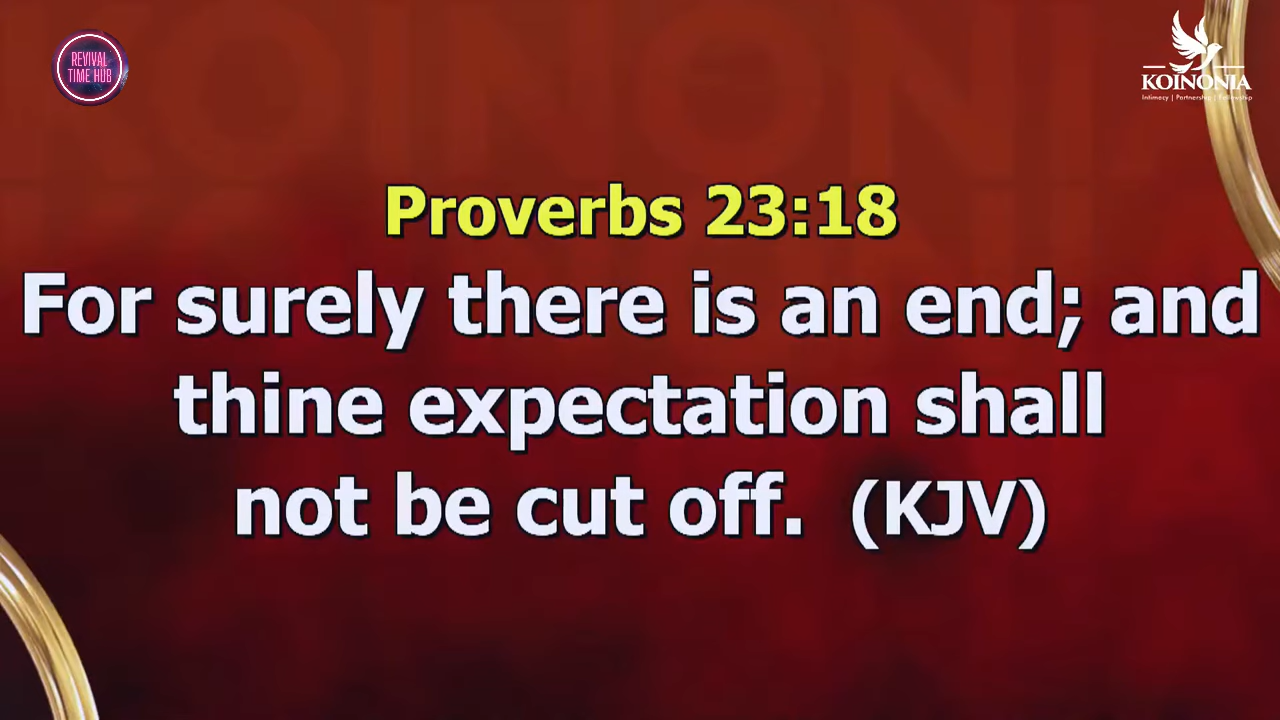 REVIVAL
TIME HUB
KOINONIA
Intimacy | Partnership | Fellowship
Proverbs 23:18
For surely there is an end; and
thine expectation shall
not be cut off. (KJV)